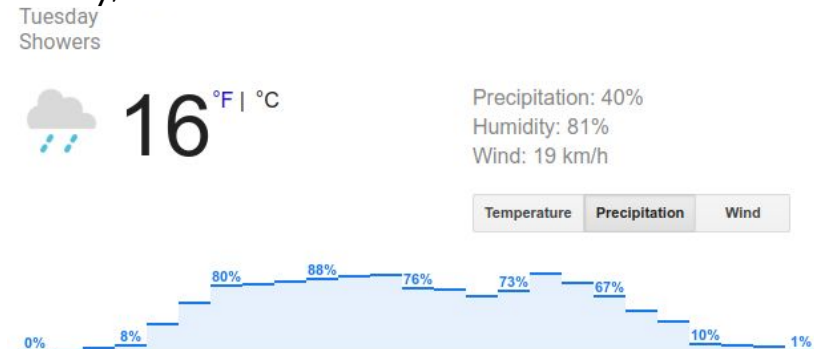 Tuesday
Showers
16 °F | °C
Precipitation: 40%
Humidity: 81%
Wind: 19 km/h
Temperature Precipitation Wind
0% 8% 80% 88% 76% 73% 67% 10% 1%